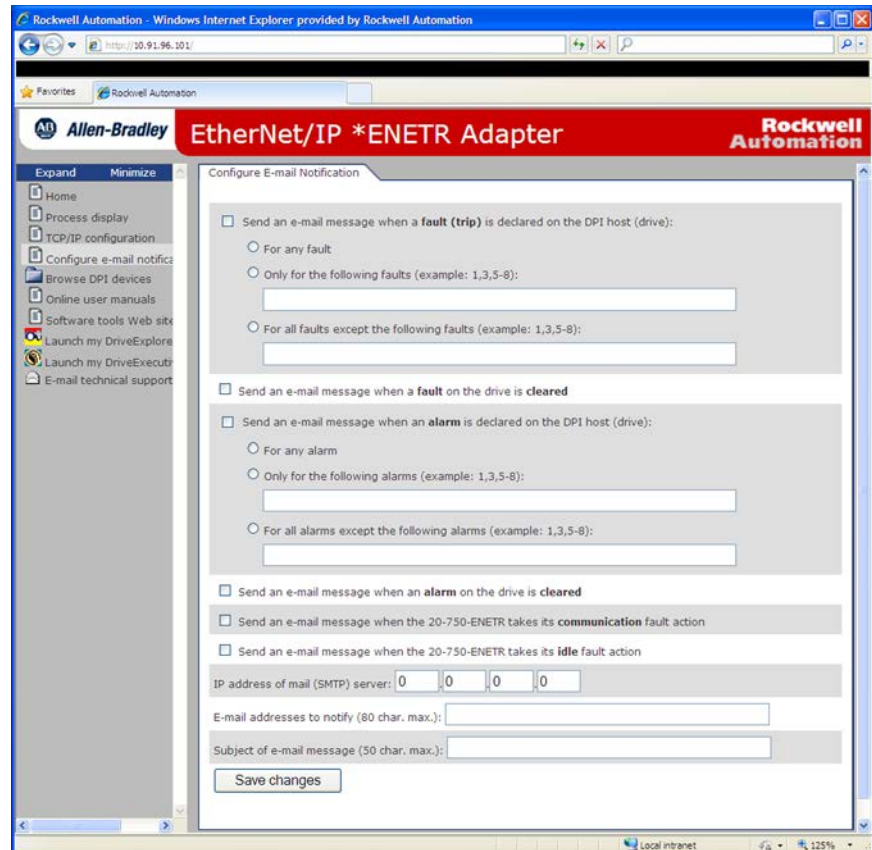 Rockwell Automation - Windows Internet Explorer provided by Rockwell Automation
http://10.91.96.101/
Favorites
Rockwell Automation
AB
Allen-Bradley
EtherNet/IP *ENETR Adapter
Rockwell
Automation
Expand Minimize
Home
Process display
TCP/IP configuration
Configure e-mail notifica
Browse DPI devices
Online user manuals
Software tools Web site
Launch my DriveExplore
Launch my DriveExecuti
E-mail technical support
Configure E-mail Notification
Send an e-mail message when a fault (trip) is declared on the DPI host (drive):
For any fault
Only for the following faults (example: 1,3,5-8):
For all faults except the following faults (example: 1,3,5-8):
Send an e-mail message when a fault on the drive is cleared
Send an e-mail message when an alarm is declared on the DPI host (drive):
For any alarm
Only for the following alarms (example: 1,3,5-8):
For all alarms except the following alarms (example: 1,3,5-8):
Send an e-mail message when an alarm on the drive is cleared
Send an e-mail message when the 20-750-ENETR takes its communication fault action
Send an e-mail message when the 20-750-ENETR takes its idle fault action
IP address of mail (SMTP) server: 0 .0 .0 .0
E-mail addresses to notify (80 char. max.):
Subject of e-mail message (50 char. max.):
Save changes
Local intranet
125%